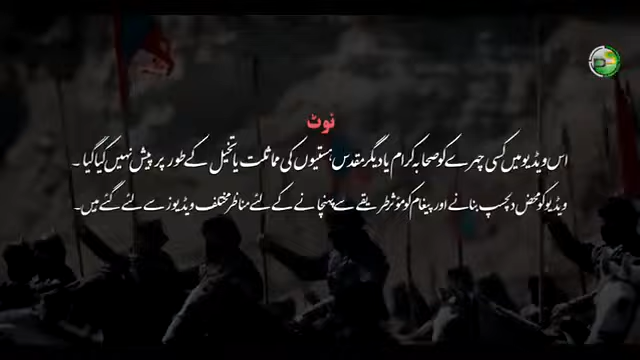 نوٹ
اس ویڈیو میں کسی چہرے کو صحابہ کرام یا دیگر مقدس ہستیوں کی مماثلت یا تخیل کے طور پر پیش نہیں کیا گیا ۔
ویڈیو کو محض دلچسپ بنانے اور پیغام کو مؤثر طریقے سے پہنچانے کے لئے مناظر مختلف ویڈیوز سے لئے گئے ہیں۔